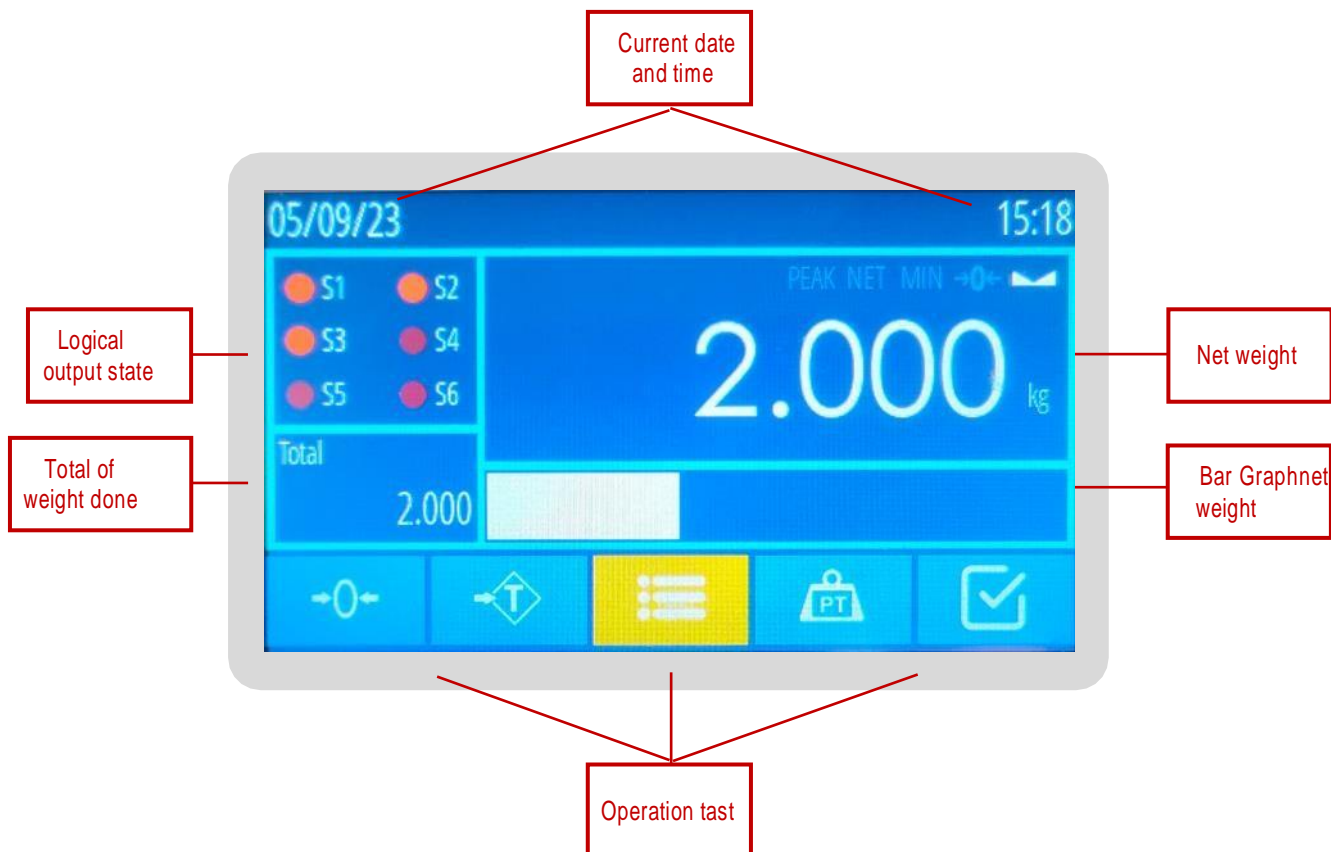 Current date
and time
05/09/23
15:18
S1
S2
PEAK NET MIN →0←
S3
S4
2.000
kg
S5
S6
Logical
output state
Net weight
Total
2.000
Total of
weight done
Bar Graphnet
weight
→0←
T
PT
Operation tast